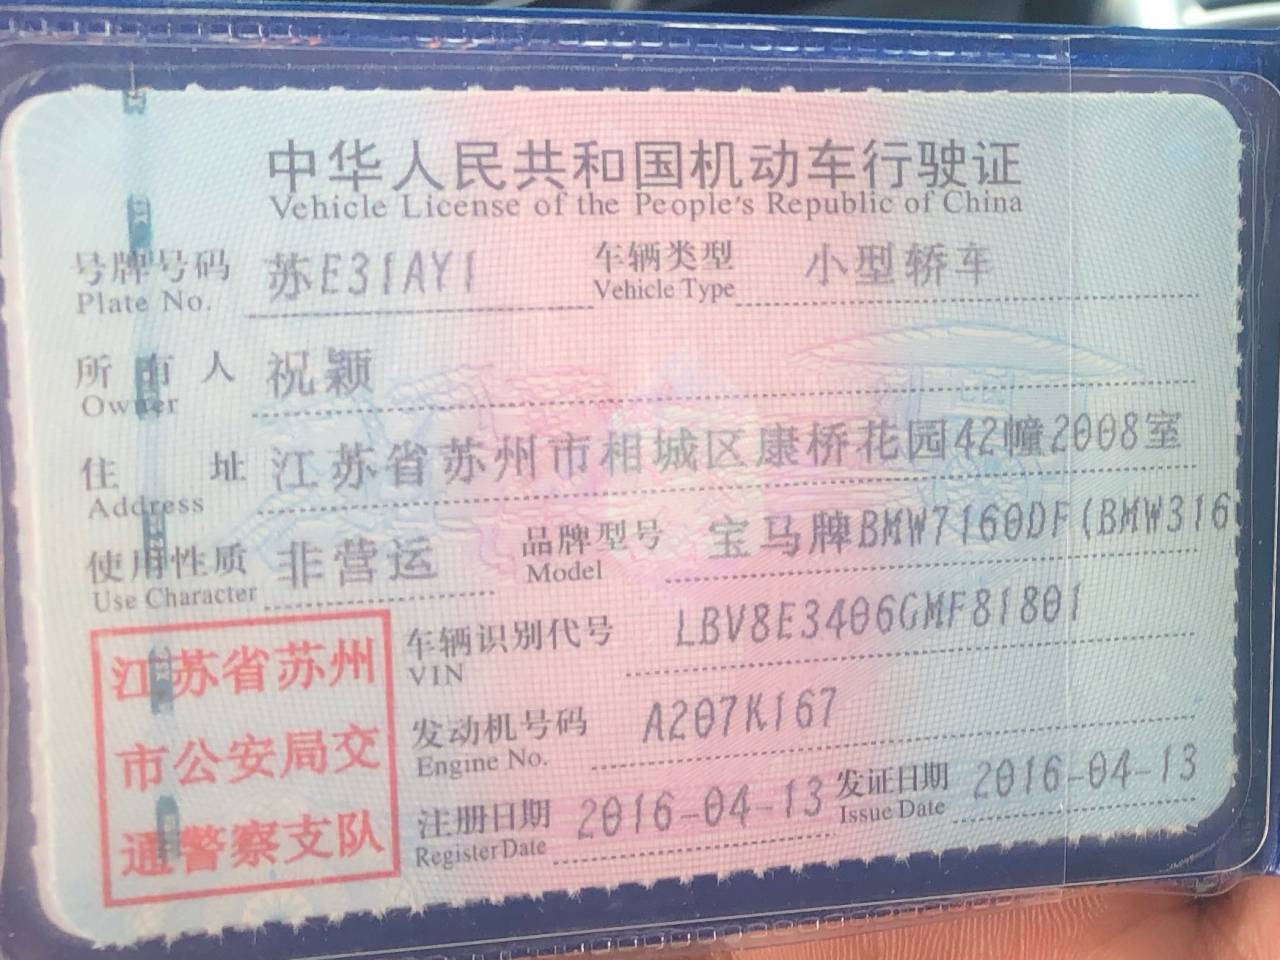 中华人民共和国机动车行驶证
Vehicle License of the People's Republic of China
号牌号码 苏E31AY1 车辆类型 小型轿车
Plate No. Vehicle Type
所有人 祝颖
Owner
住址 江苏省苏州市相城区康桥花园42幢2008室
Address
使用性质 非营运 品牌型号 宝马牌BMW7160DF(BMW316
Use Character Model
江苏省苏州
市公安局交
通警察支队
车辆识别代号 LBV8E3406GMF81801
VIN
发动机号码 A207K167
Engine No.
注册日期 2016-04-13 发证日期 2016-04-13
Register Date Issue Date